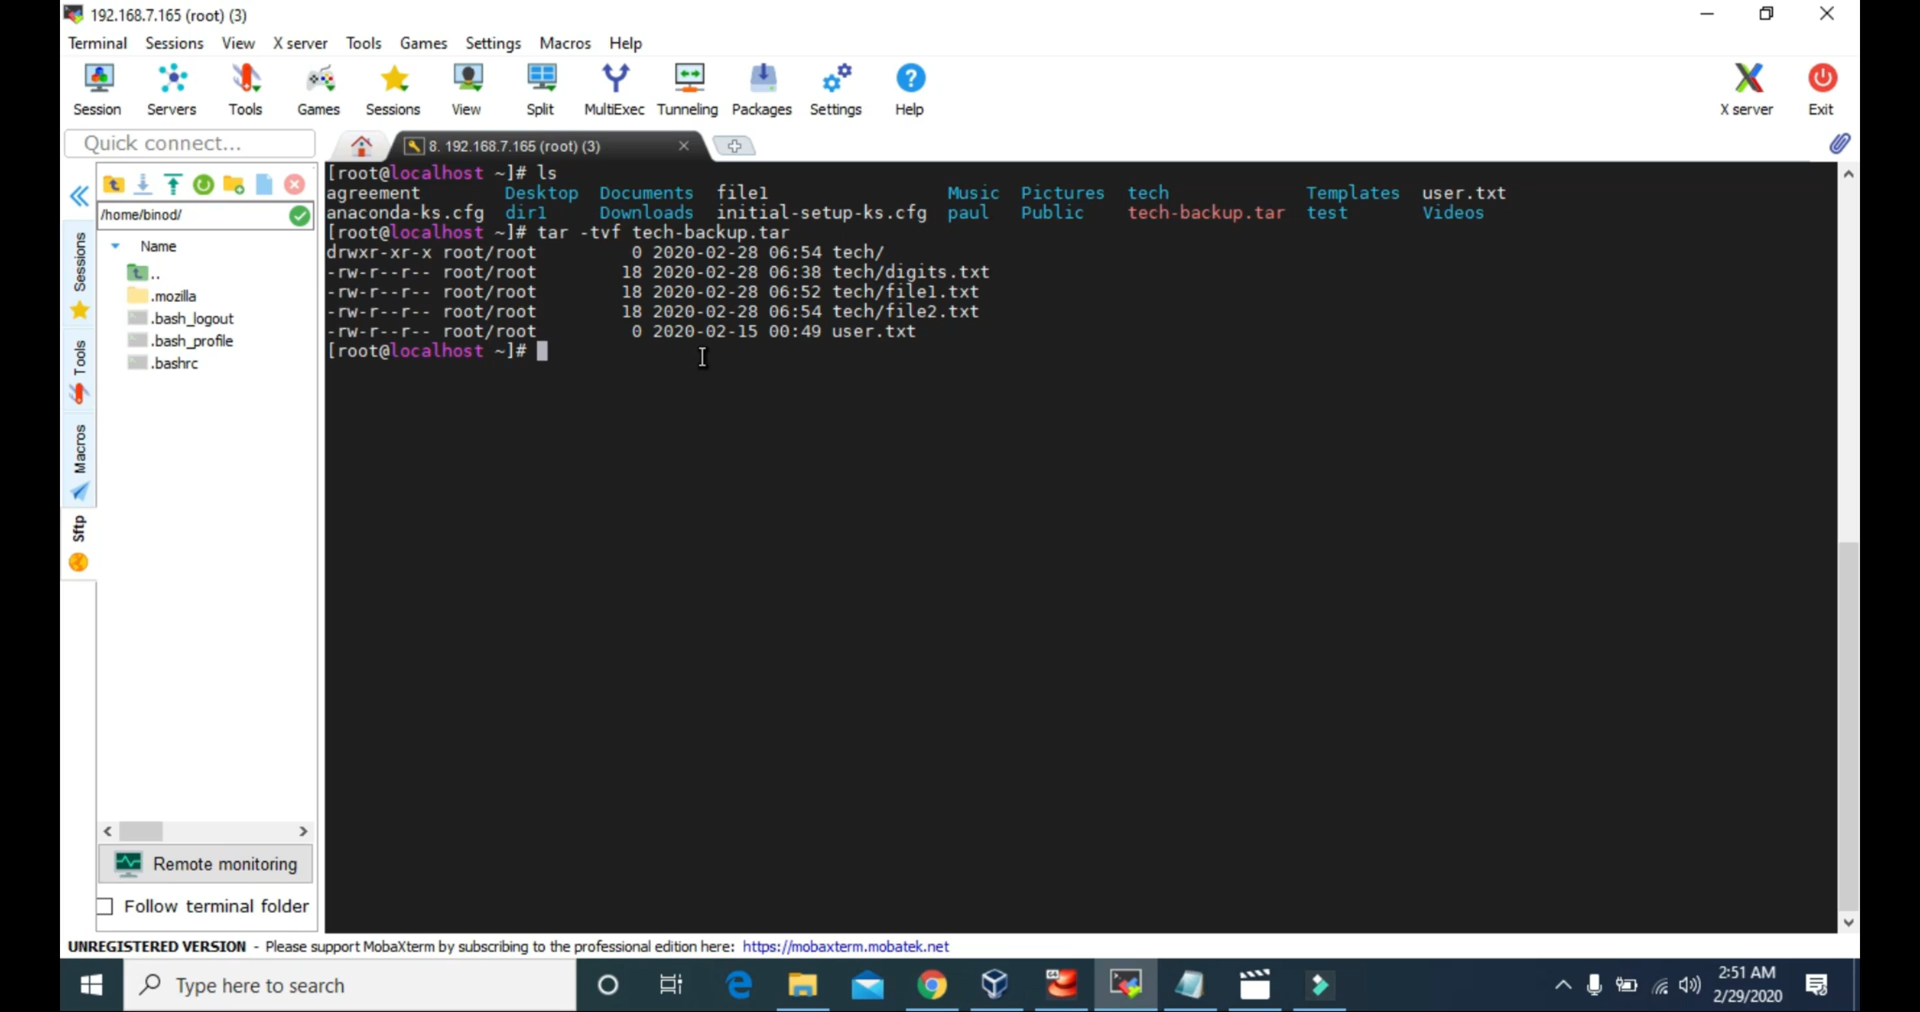 192.168.7.165 (root) (3)
Terminal Sessions View X server Tools Games Settings Macros Help
Session Servers Tools Games Sessions View Split MultiExec Tunneling Packages Settings Help X server Exit
Quick connect...
8. 192.168.7.165 (root) (3)
/home/binod/
Name
..
.mozilla
.bash_logout
.bash_profile
.bashrc
Sessions
Tools
Macros
Sftp
[root@localhost ~]# ls
agreement Desktop Documents file1 Music Pictures tech Templates user.txt
anaconda-ks.cfg dir1 Downloads initial-setup-ks.cfg paul Public tech-backup.tar test Videos
[root@localhost ~]# tar -tvf tech-backup.tar
drwxr-xr-x root/root 0 2020-02-28 06:54 tech/
-rw-r--r-- root/root 18 2020-02-28 06:38 tech/digits.txt
-rw-r--r-- root/root 18 2020-02-28 06:52 tech/file1.txt
-rw-r--r-- root/root 18 2020-02-28 06:54 tech/file2.txt
-rw-r--r-- root/root 0 2020-02-15 00:49 user.txt
[root@localhost ~]#
Remote monitoring
Follow terminal folder
UNREGISTERED VERSION - Please support MobaXterm by subscribing to the professional edition here: https://mobaxterm.mobatek.net
Type here to search
64
2:51 AM
2/29/2020